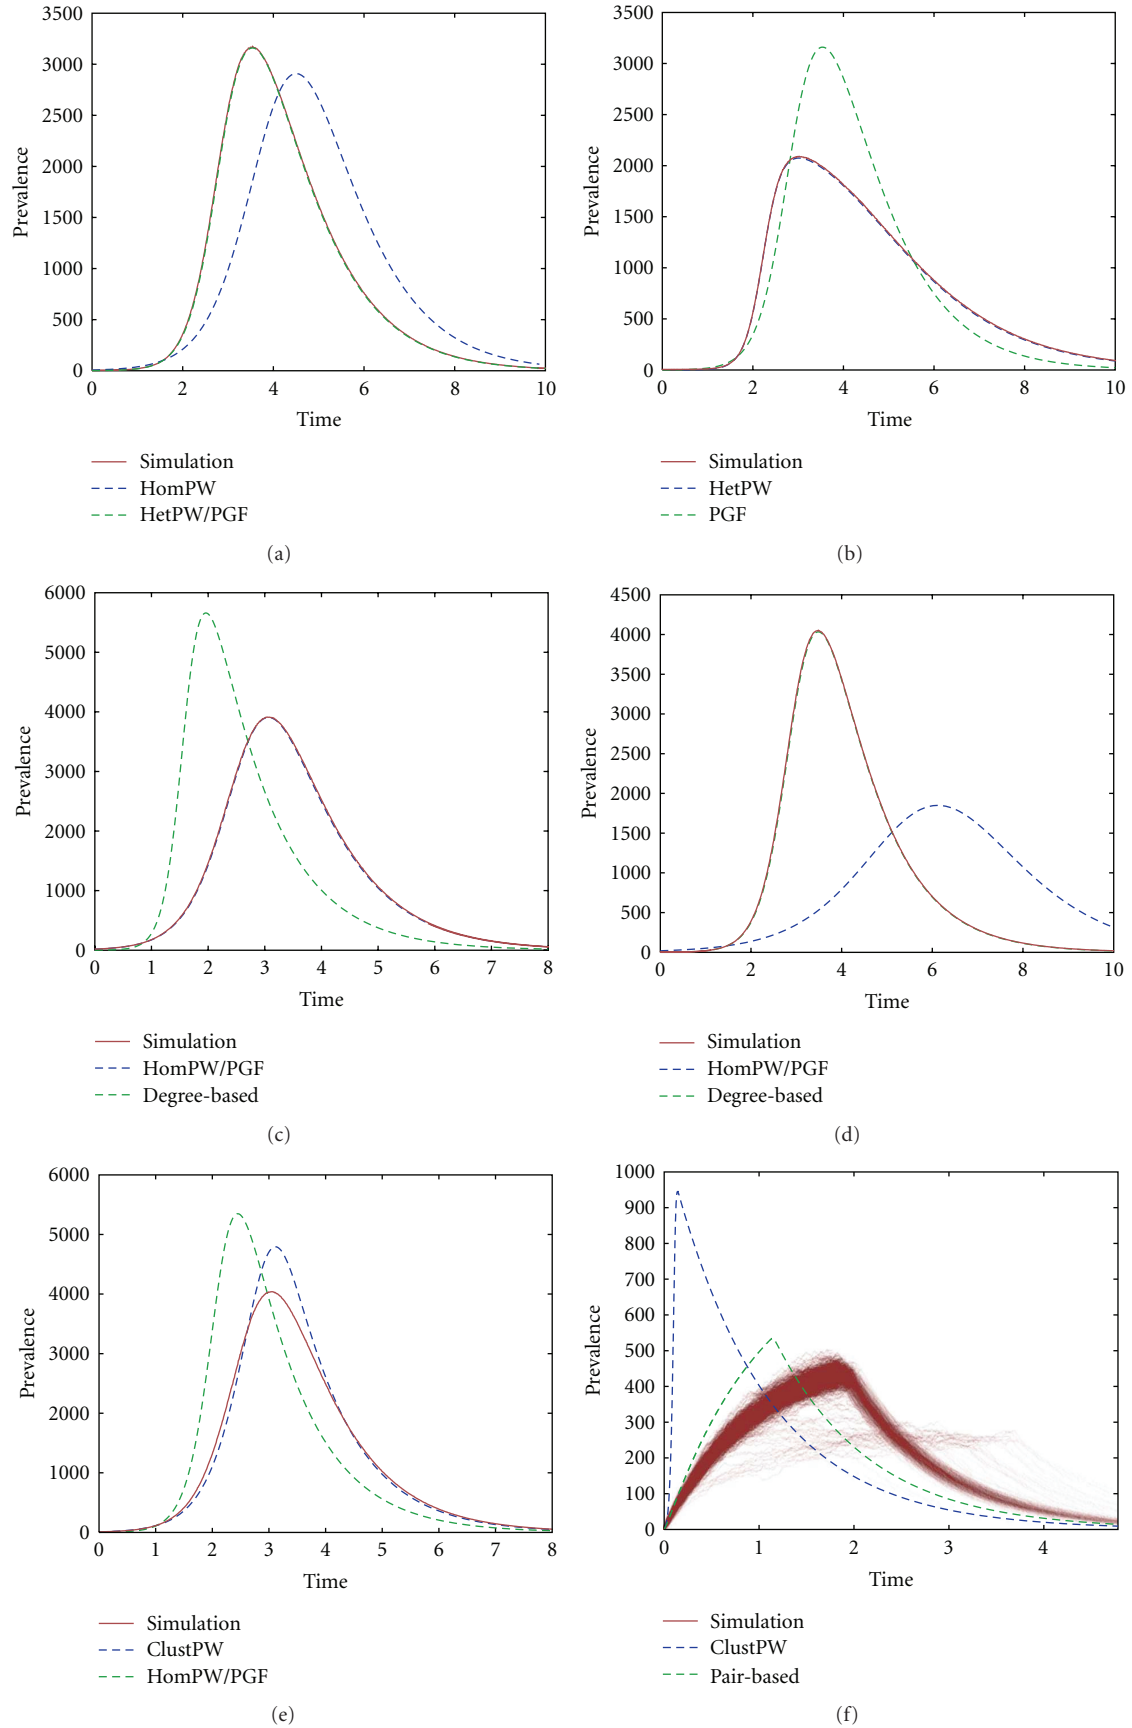 3500
3000
2500
2000
1500
1000
500
0
Prevalence
0 2 4 6 8 10
Time
Simulation
HomPW
HetPW/PGF
(a)
3500
3000
2500
2000
1500
1000
500
0
Prevalence
0 2 4 6 8 10
Time
Simulation
HetPW
PGF
(b)
6000
5000
4000
3000
2000
1000
0
Prevalence
0 1 2 3 4 5 6 7 8
Time
Simulation
HomPW/PGF
Degree-based
(c)
4500
4000
3500
3000
2500
2000
1500
1000
500
0
Prevalence
0 2 4 6 8 10
Time
Simulation
HomPW/PGF
Degree-based
(d)
6000
5000
4000
3000
2000
1000
0
Prevalence
0 1 2 3 4 5 6 7 8
Time
Simulation
ClustPW
HomPW/PGF
(e)
1000
900
800
700
600
500
400
300
200
100
0
Prevalence
0 1 2 3 4
Time
Simulation
ClustPW
Pair-based
(f)